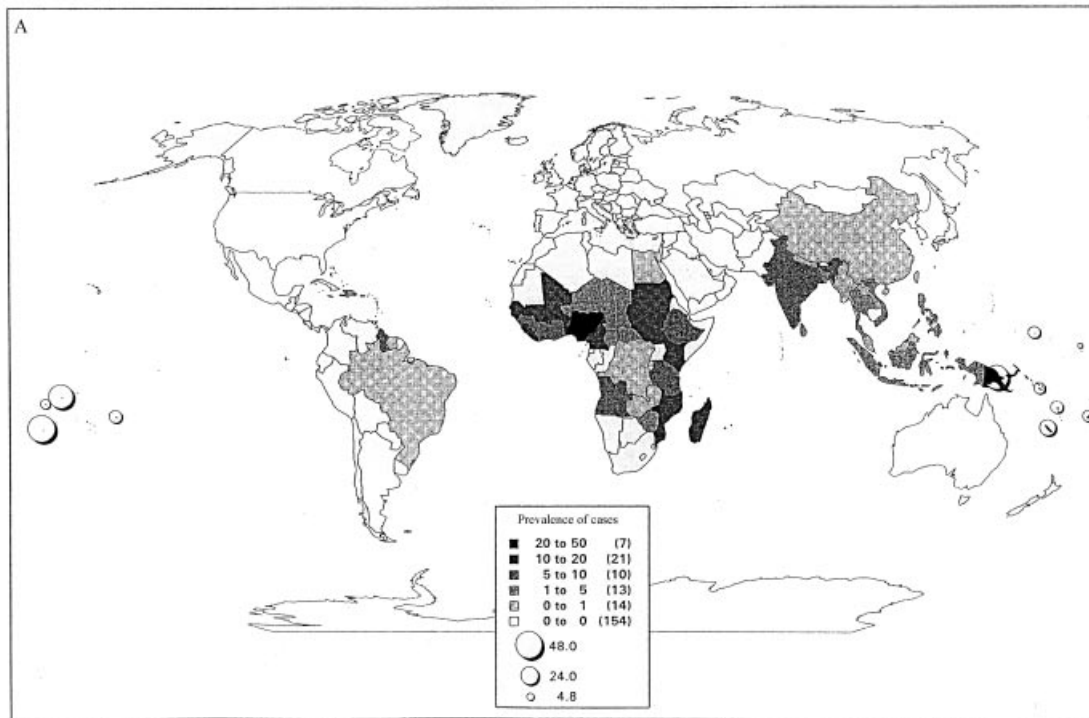 A
Prevalence of cases
20 to 50 (7)
10 to 20 (21)
5 to 10 (10)
1 to 5 (13)
0 to 1 (14)
0 to 0 (154)
48.0
24.0
4.8